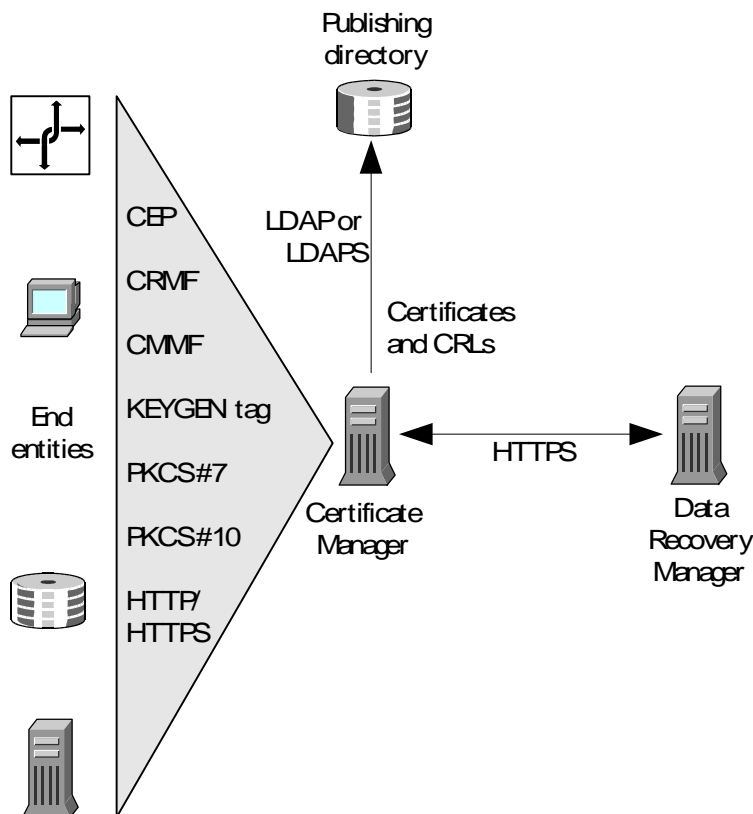 Publishing
directory
CEP
LDAP or
LDAPS
CRMF
Certificates
and CRLs
CMMF
End
entities
KEYGEN tag
HTTPS
PKCS#7
Certificate
Manager
Data
Recovery
Manager
PKCS#10
HTTP/
HTTPS